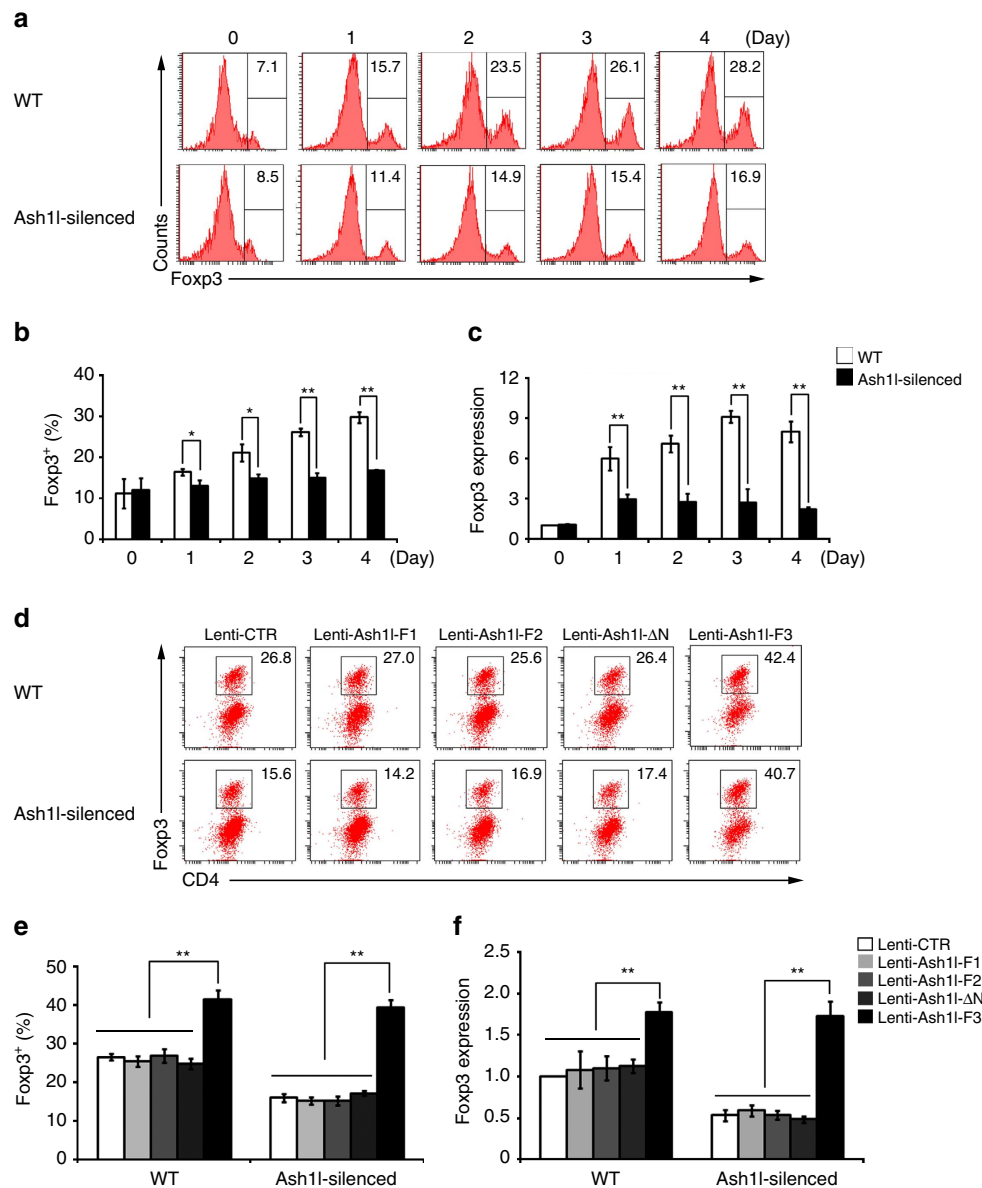 a
0 1 2 3 4 (Day)
WT
7.1 15.7 23.5 26.1 28.2
Ash1l-silenced
8.5 11.4 14.9 15.4 16.9
Counts
Foxp3
b
Foxp3+ (%)
40
30
20
10
0
* * ** **
0 1 2 3 4 (Day)
c
WT
Ash1l-silenced
Foxp3 expression
12
9
6
3
0
** ** ** **
0 1 2 3 4 (Day)
d
Lenti-CTR Lenti-Ash1l-F1 Lenti-Ash1l-F2 Lenti-Ash1l-ΔN Lenti-Ash1l-F3
WT
26.8 27.0 25.6 26.4 42.4
Ash1l-silenced
15.6 14.2 16.9 17.4 40.7
Foxp3
CD4
e
Foxp3+ (%)
50
40
30
20
10
0
** **
WT Ash1l-silenced
f
Foxp3 expression
2.5
2.0
1.5
1.0
0.5
0
** **
WT Ash1l-silenced
Lenti-CTR
Lenti-Ash1l-F1
Lenti-Ash1l-F2
Lenti-Ash1l-ΔN
Lenti-Ash1l-F3